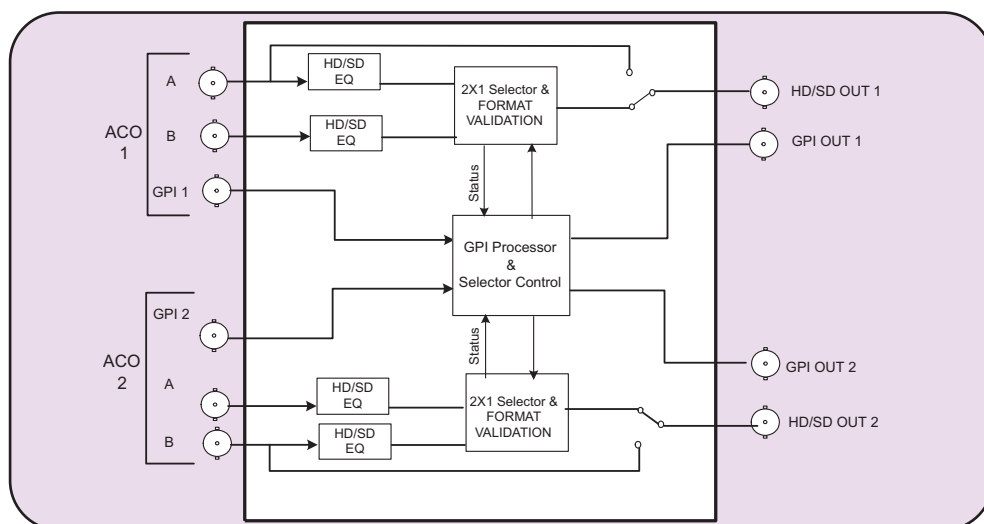 ACO
1
A
B
GPI 1
HD/SD
EQ
HD/SD
EQ
2X1 Selector &
FORMAT
VALIDATION
HD/SD OUT 1
GPI OUT 1
Status
GPI Processor
&
Selector Control
ACO
2
GPI 2
A
B
Status
HD/SD
EQ
HD/SD
EQ
2X1 Selector &
FORMAT
VALIDATION
GPI OUT 2
HD/SD OUT 2